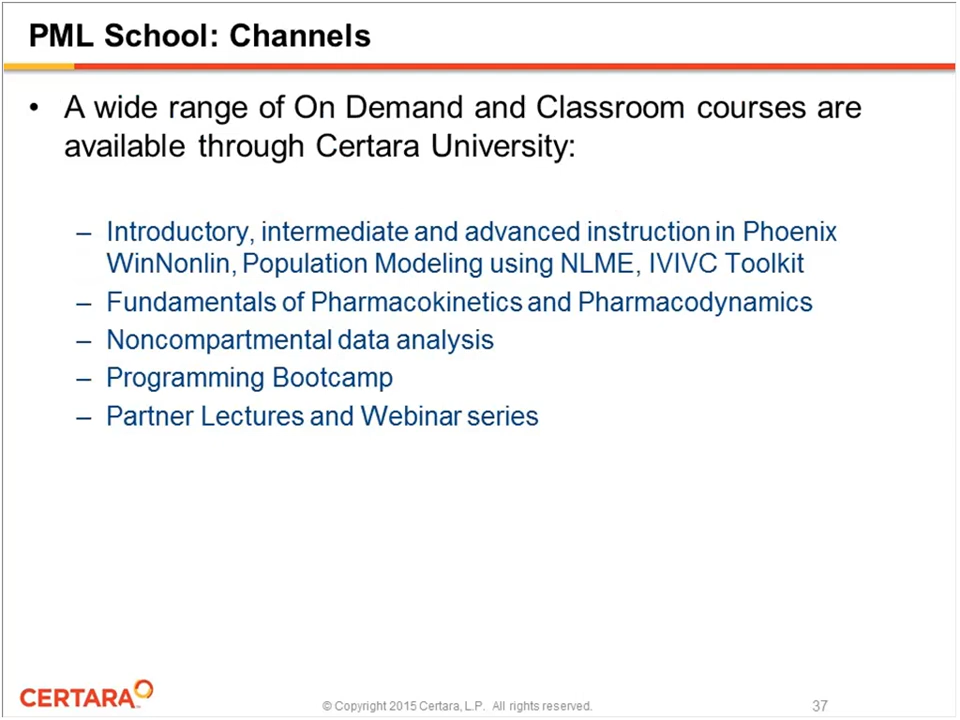 PML School: Channels
• A wide range of On Demand and Classroom courses are
available through Certara University:
– Introductory, intermediate and advanced instruction in Phoenix
WinNonlin, Population Modeling using NLME, IVIVC Toolkit
– Fundamentals of Pharmacokinetics and Pharmacodynamics
– Noncompartmental data analysis
– Programming Bootcamp
– Partner Lectures and Webinar series
CERTARA
© Copyright 2015 Certara, L.P. All rights reserved.
37